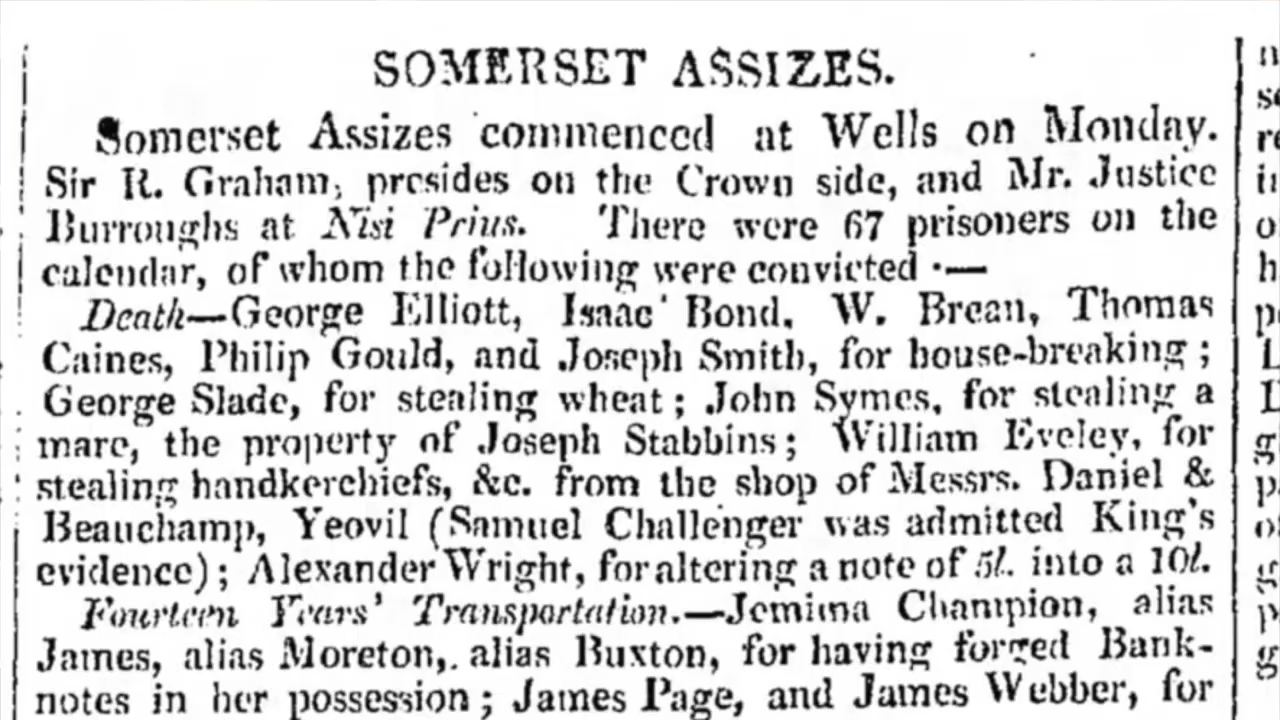 SOMERSET ASSIZES.
Somerset Assizes commenced at Wells on Monday.
Sir R. Graham, presides on the Crown side, and Mr. Justice
Burroughs at Nisi Prius. There were 67 prisoners on the
calendar, of whom the following were convicted :—
Death—George Elliott, Isaac Bond, W. Brean, Thomas
Caines, Philip Gould, and Joseph Smith, for house-breaking ;
George Slade, for stealing wheat ; John Symes, for stealing a
mare, the property of Joseph Stabbins ; William Eveley, for
stealing handkerchiefs, &c. from the shop of Messrs. Daniel &
Beauchamp, Yeovil (Samuel Challenger was admitted King's
evidence) ; Alexander Wright, for altering a note of 5l. into a 10l.
Fourteen Years' Transportation.—Jemima Champion, alias
James, alias Moreton, alias Buxton, for having forged Bank-
notes in her possession ; James Page, and James Webber, for